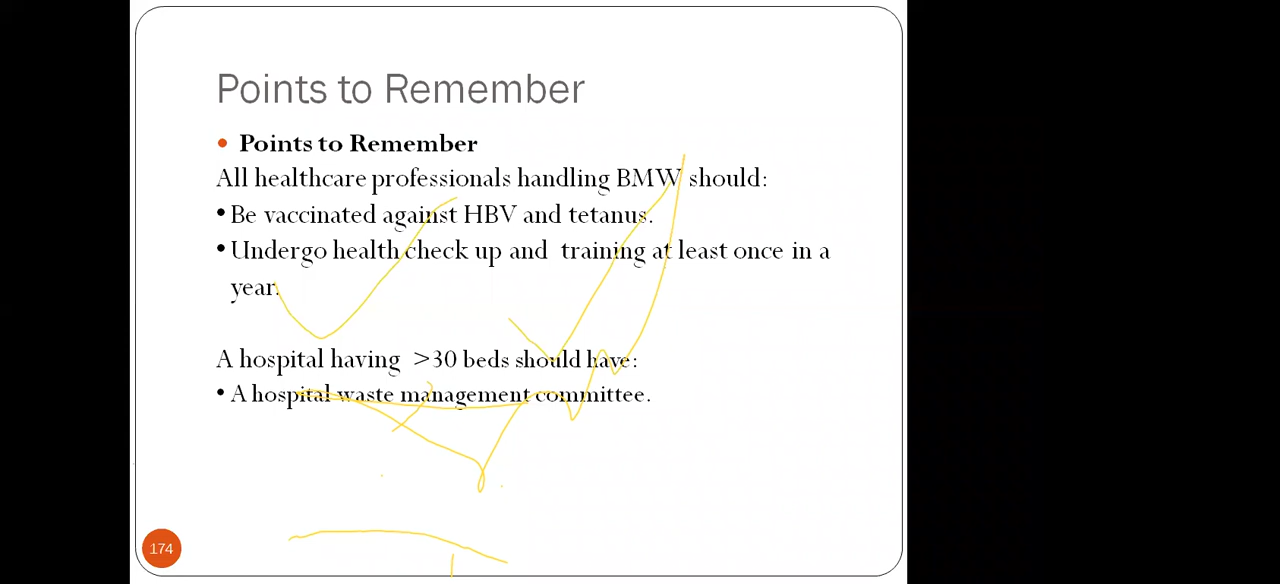 Points to Remember
• Points to Remember
All healthcare professionals handling BMW should:
• Be vaccinated against HBV and tetanus.
• Undergo health check up and training at least once in a
year.
A hospital having >30 beds should have:
• A hospital waste management committee.
174